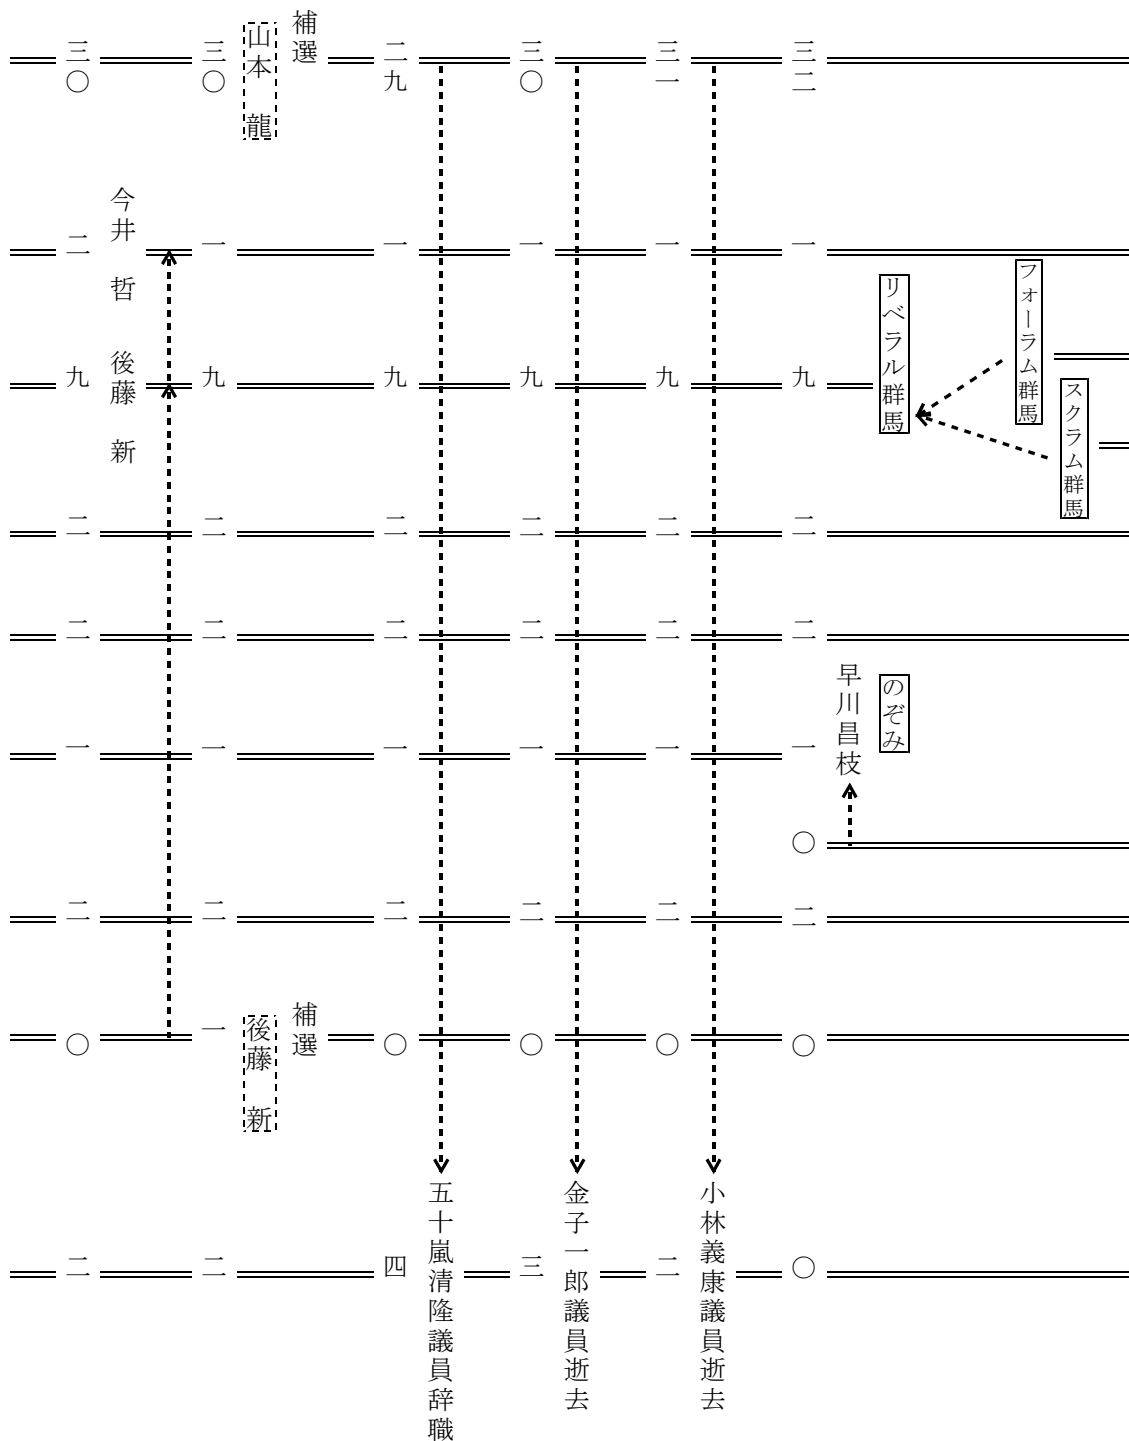 スクラム群馬
フォーラム群馬
リベラル群馬
のぞみ
早川昌枝
三二
一
九
二
二
一
〇
二
〇
〇
小林義康議員逝去
三一
一
九
二
二
一
二
〇
二
金子一郎議員逝去
三〇
一
九
二
二
一
二
〇
三
五十嵐清隆議員辞職
二九
一
九
二
二
一
二
〇
四
補選
山本　龍
補選
後藤　新
三〇
一
九
二
二
一
二
一
二
今井　哲
後藤　新
三〇
二
九
二
二
一
二
〇
二